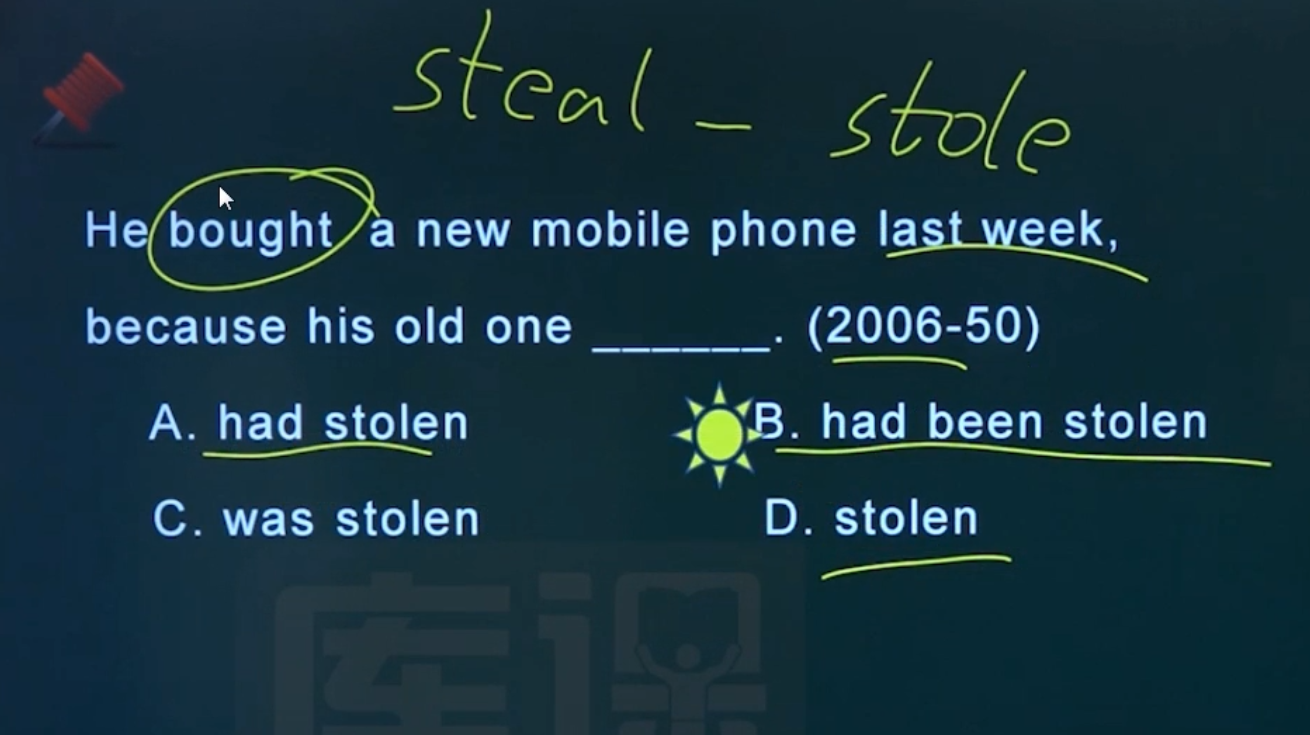 steal - stole
He bought a new mobile phone last week,
because his old one ______. (2006-50)
A. had stolen B. had been stolen
C. was stolen D. stolen
库课